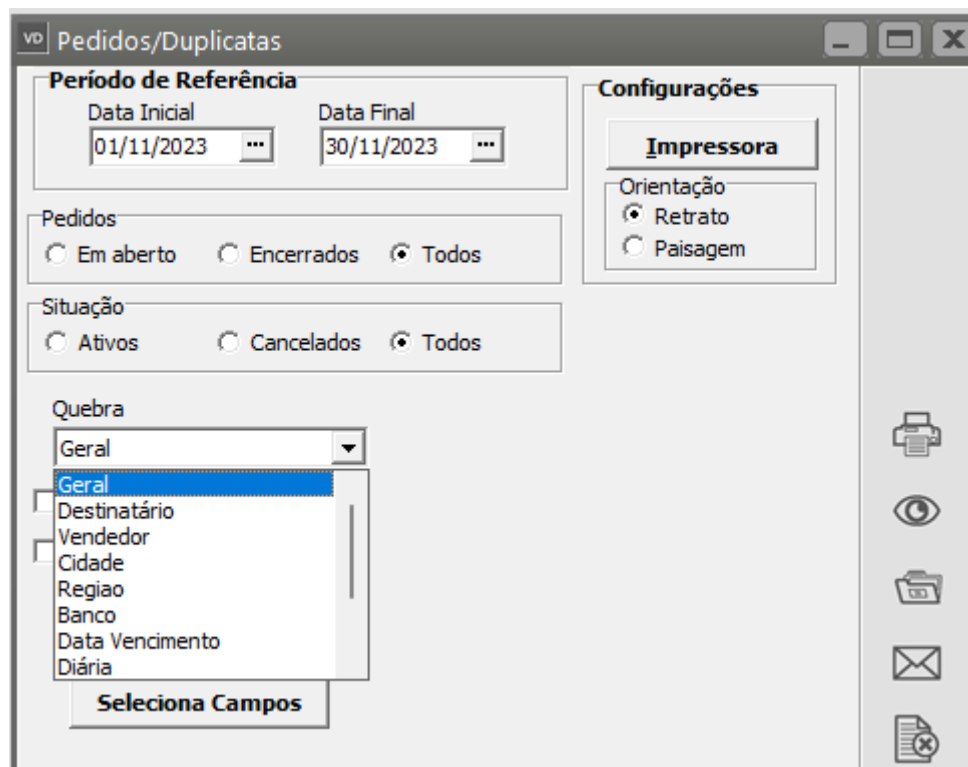 VD Pedidos/Duplicatas
Período de Referência
Data Inicial Data Final
01/11/2023 ... 30/11/2023 ...
Configurações
Impressora
Orientação
Retrato
Paisagem
Pedidos
Em aberto Encerrados Todos
Situação
Ativos Cancelados Todos
Quebra
Geral
Geral
Destinatário
Vendedor
Cidade
Regiao
Banco
Data Vencimento
Diária
Seleciona Campos